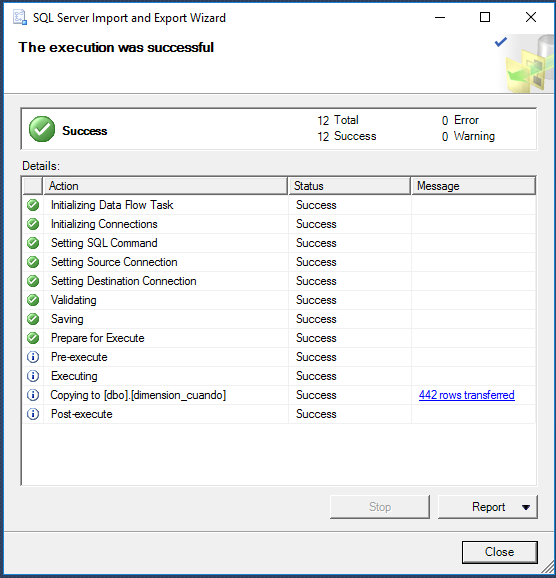 SQL Server Import and Export Wizard
The execution was successful
Success
12 Total 0 Error
12 Success 0 Warning
Details:
Action Status Message
Initializing Data Flow Task Success
Initializing Connections Success
Setting SQL Command Success
Setting Source Connection Success
Setting Destination Connection Success
Validating Success
Saving Success
Prepare for Execute Success
Pre-execute Success
Executing Success
Copying to [dbo].[dimension_cuando] Success 442 rows transferred
Post-execute Success
Stop Report
Close